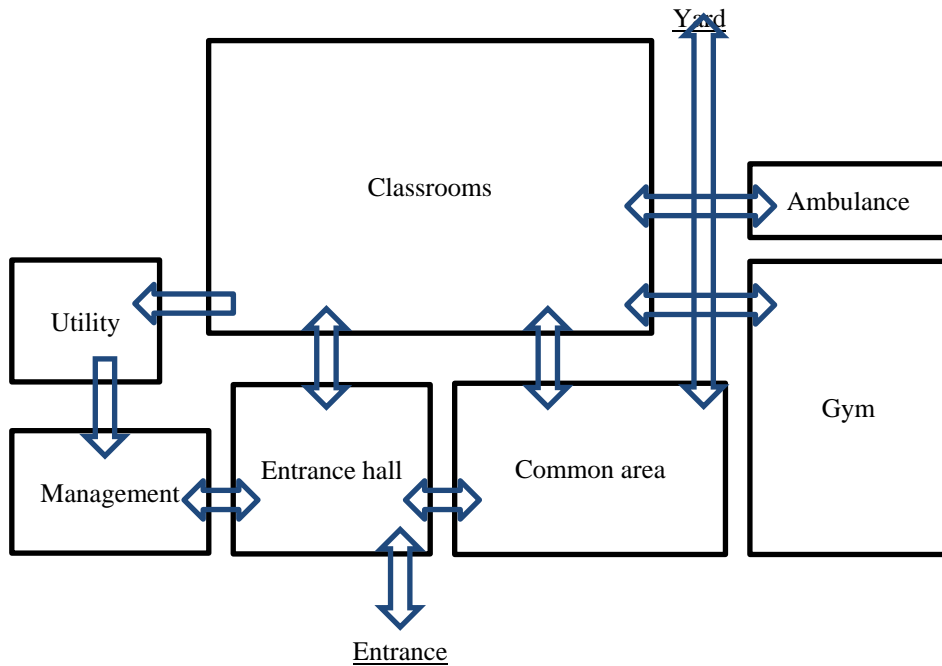 Yard
Classrooms
Ambulance
Utility
Gym
Entrance hall
Common area
Management
Entrance